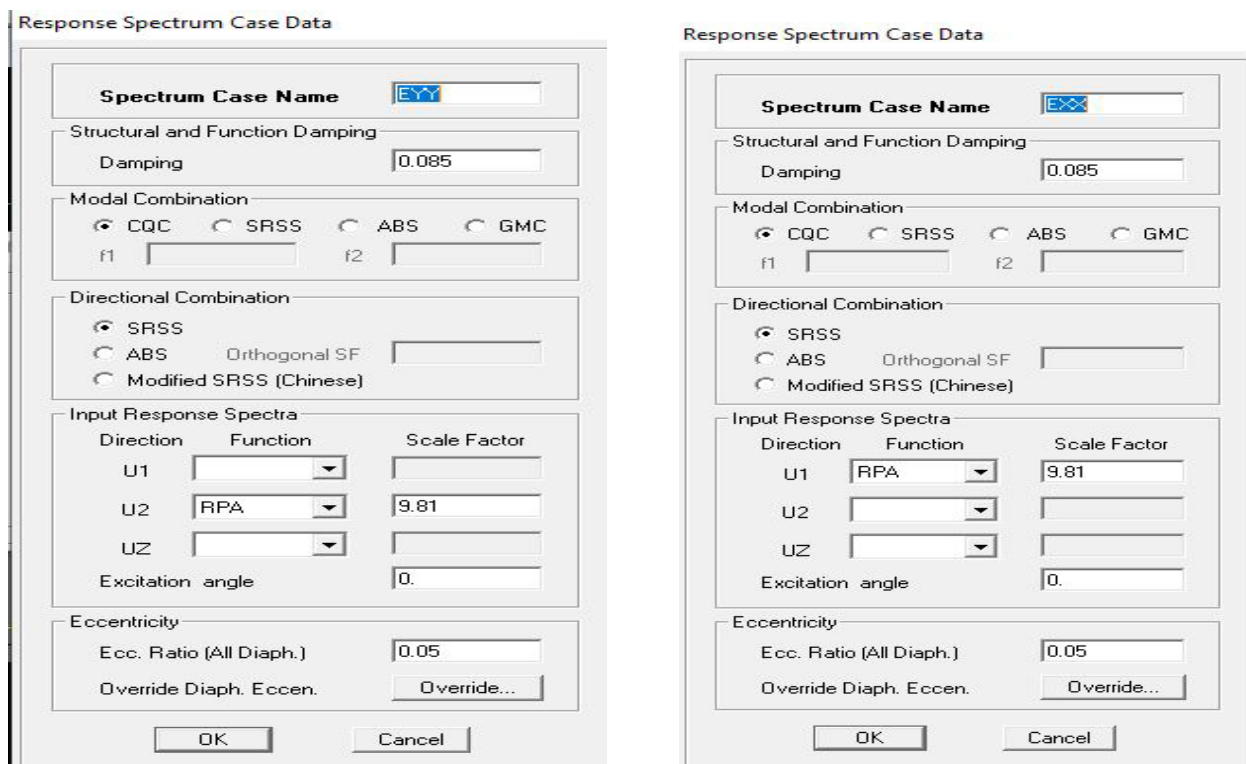 Response Spectrum Case Data
Spectrum Case Name EYY
Structural and Function Damping
Damping 0.085
Modal Combination
CQC SRSS ABS GMC
f1 f2
Directional Combination
SRSS
ABS Orthogonal SF
Modified SRSS (Chinese)
Input Response Spectra
Direction Function Scale Factor
U1
U2 RPA 9.81
UZ
Excitation angle 0.
Eccentricity
Ecc. Ratio (All Diaph.) 0.05
Override Diaph. Eccen. Override...
OK Cancel
Response Spectrum Case Data
Spectrum Case Name EXX
Structural and Function Damping
Damping 0.085
Modal Combination
CQC SRSS ABS GMC
f1 f2
Directional Combination
SRSS
ABS Orthogonal SF
Modified SRSS (Chinese)
Input Response Spectra
Direction Function Scale Factor
U1 RPA 9.81
U2
UZ
Excitation angle 0.
Eccentricity
Ecc. Ratio (All Diaph.) 0.05
Override Diaph. Eccen. Override...
OK Cancel